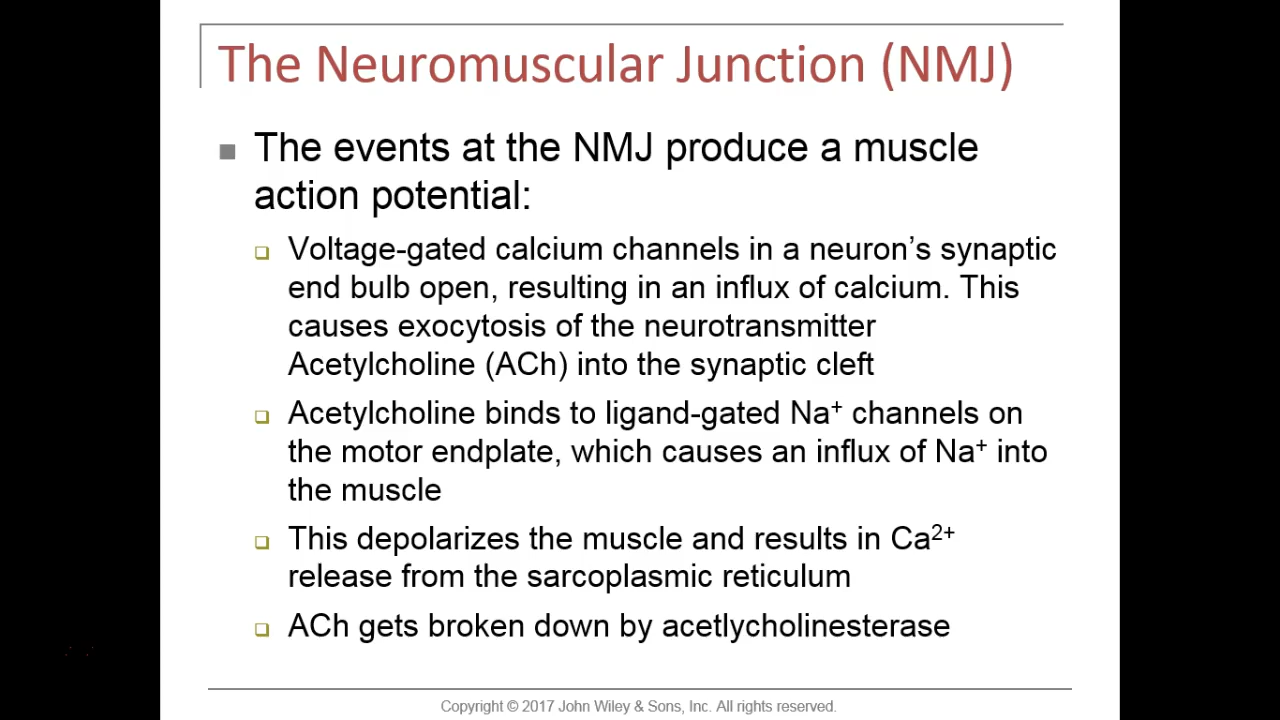 The Neuromuscular Junction (NMJ)
The events at the NMJ produce a muscle
action potential:
Voltage-gated calcium channels in a neuron’s synaptic
end bulb open, resulting in an influx of calcium. This
causes exocytosis of the neurotransmitter
Acetylcholine (ACh) into the synaptic cleft
Acetylcholine binds to ligand-gated Na⁺ channels on
the motor endplate, which causes an influx of Na⁺ into
the muscle
This depolarizes the muscle and results in Ca²⁺
release from the sarcoplasmic reticulum
ACh gets broken down by acetlycholinesterase
Copyright © 2017 John Wiley & Sons, Inc. All rights reserved.